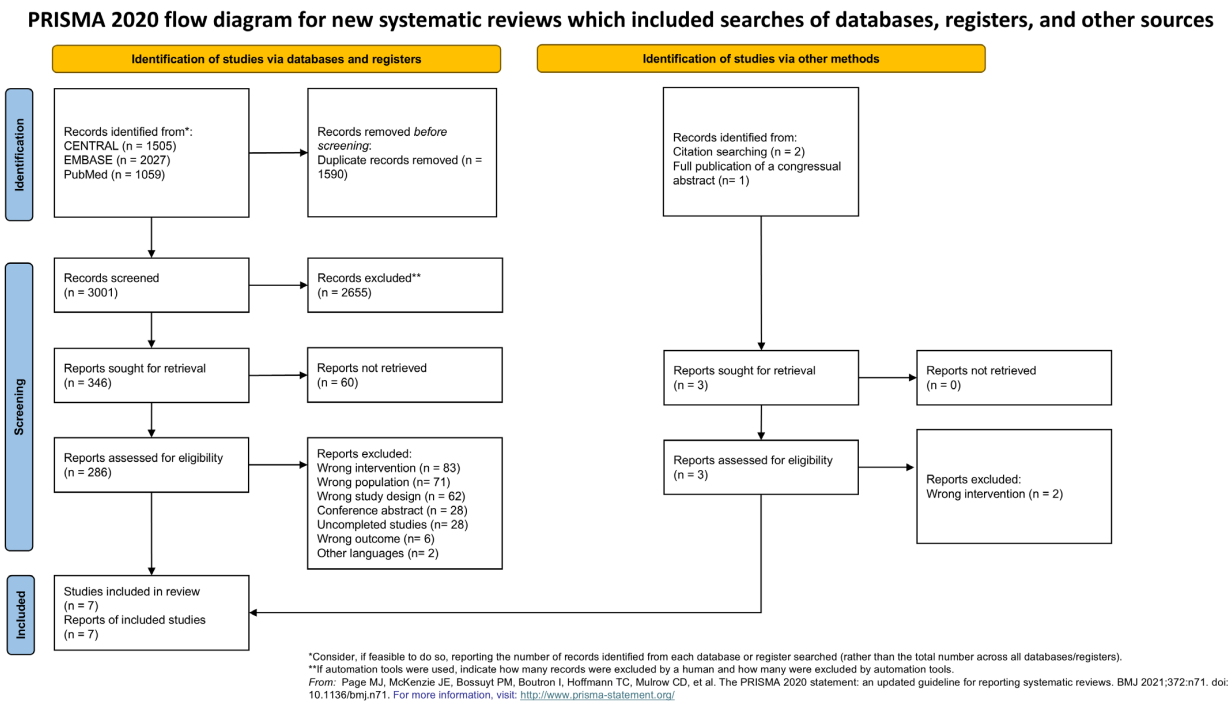 PRISMA 2020 flow diagram for new systematic reviews which included searches of databases, registers, and other sources
Identification of studies via databases and registers
Identification of studies via other methods
Identification
Records identified from*:
CENTRAL (n = 1505)
EMBASE (n = 2027)
PubMed (n = 1059)
Records removed before
screening:
Duplicate records removed (n =
1590)
Records identified from:
Citation searching (n = 2)
Full publication of a congressual
abstract (n= 1)
Screening
Records screened
(n = 3001)
Records excluded**
(n = 2655)
Reports sought for retrieval
(n = 346)
Reports not retrieved
(n = 60)
Reports sought for retrieval
(n = 3)
Reports not retrieved
(n = 0)
Reports assessed for eligibility
(n = 286)
Reports excluded:
Wrong intervention (n = 83)
Wrong population (n= 71)
Wrong study design (n = 62)
Conference abstract (n = 28)
Uncompleted studies (n= 28)
Wrong outcome (n= 6)
Other languages (n= 2)
Reports assessed for eligibility
(n = 3)
Reports excluded:
Wrong intervention (n = 2)
Included
Studies included in review
(n = 7)
Reports of included studies
(n = 7)
*Consider, if feasible to do so, reporting the number of records identified from each database or register searched (rather than the total number across all databases/registers).
**If automation tools were used, indicate how many records were excluded by a human and how many were excluded by automation tools.
From: Page MJ, McKenzie JE, Bossuyt PM, Boutron I, Hoffmann TC, Mulrow CD, et al. The PRISMA 2020 statement: an updated guideline for reporting systematic reviews. BMJ 2021;372:n71. doi:
10.1136/bmj.n71. For more information, visit: http://www.prisma-statement.org/